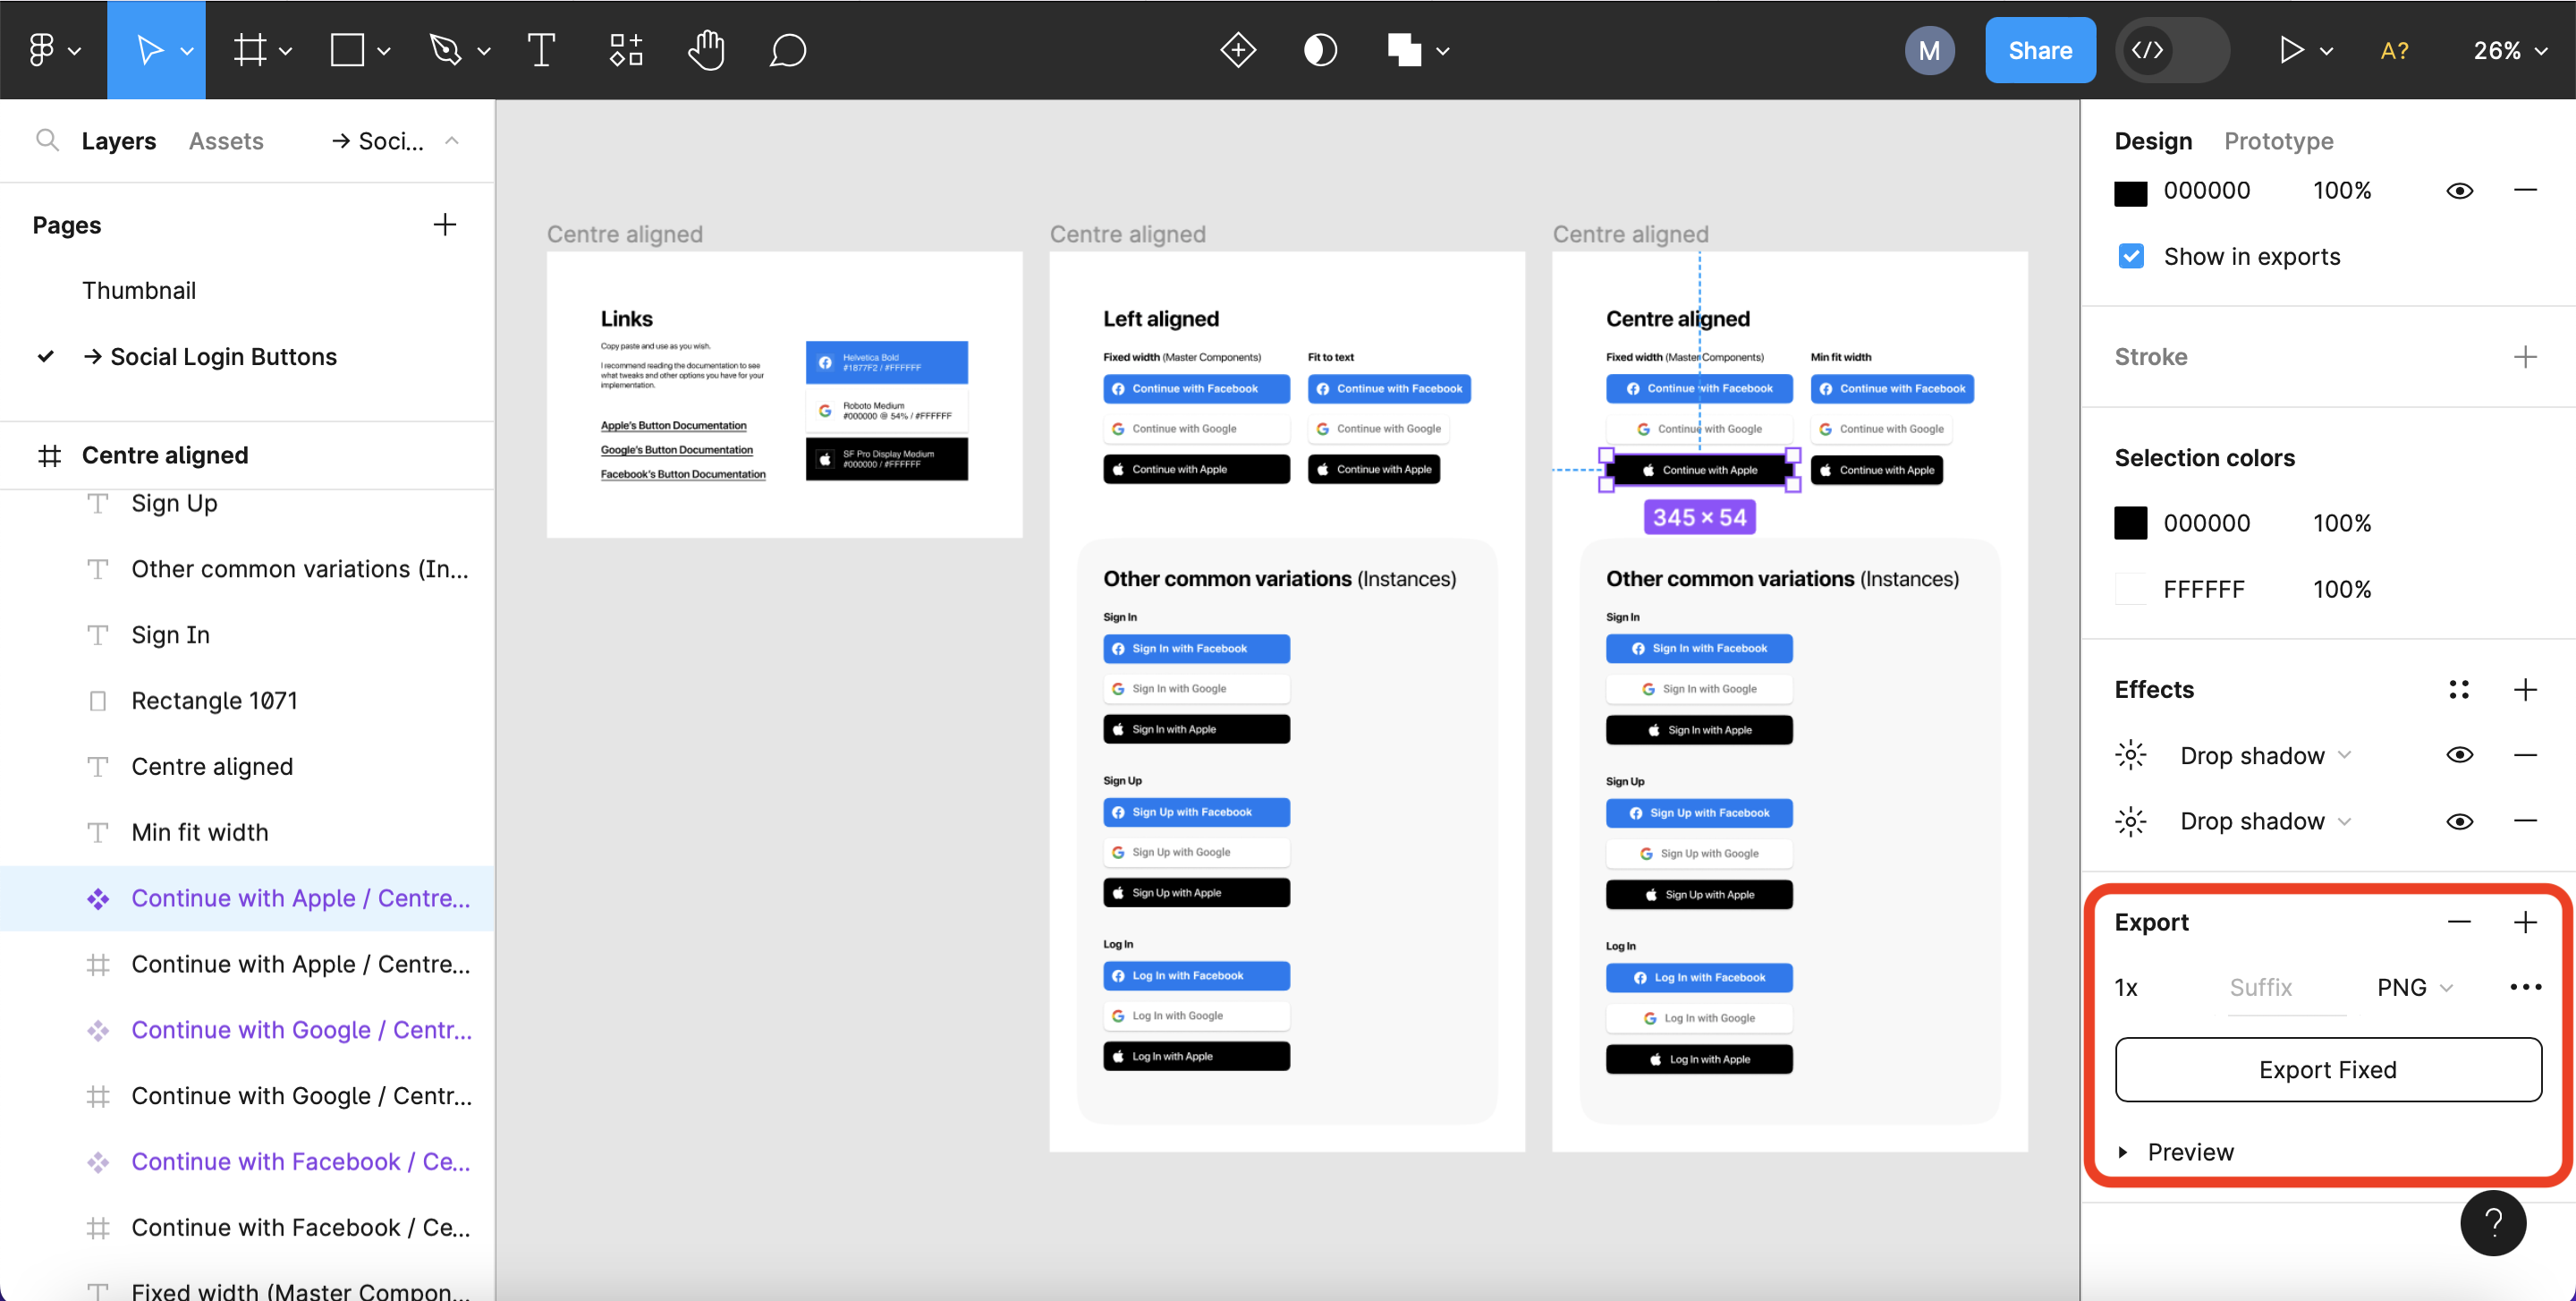 M
Share
A?
26%
Layers
Assets
→ Soci...
Pages
Thumbnail
→ Social Login Buttons
Centre aligned
Sign Up
Other common variations (In...
Sign In
Rectangle 1071
Centre aligned
Min fit width
Continue with Apple / Centre...
Continue with Apple / Centre...
Continue with Google / Centr...
Continue with Google / Centr...
Continue with Facebook / Ce...
Continue with Facebook / Ce...
Fixed width (Master Compon...
Centre aligned
Links
Copy paste and use as you wish.
I recommend reading the documentation to see
what tweaks and other options you have for your
implementation.
Apple's Button Documentation
Google's Button Documentation
Facebook's Button Documentation
Helvetica Bold
#1877F2 / #FFFFFF
Roboto Medium
#000000 @ 54% / #FFFFFF
SF Pro Display Medium
#000000 / #FFFFFF
Centre aligned
Left aligned
Fixed width (Master Components)
Fit to text
Continue with Facebook
Continue with Facebook
Continue with Google
Continue with Google
Continue with Apple
Continue with Apple
Other common variations (Instances)
Sign In
Sign In with Facebook
Sign In with Google
Sign In with Apple
Sign Up
Sign Up with Facebook
Sign Up with Google
Sign Up with Apple
Log In
Log In with Facebook
Log In with Google
Log In with Apple
Centre aligned
Centre aligned
Fixed width (Master Components)
Min fit width
Continue with Facebook
Continue with Facebook
Continue with Google
Continue with Google
Continue with Apple
Continue with Apple
345 × 54
Other common variations (Instances)
Sign In
Sign In with Facebook
Sign In with Google
Sign In with Apple
Sign Up
Sign Up with Facebook
Sign Up with Google
Sign Up with Apple
Log In
Log In with Facebook
Log In with Google
Log In with Apple
Design
Prototype
000000 100%
Show in exports
Stroke
Selection colors
000000 100%
FFFFFF 100%
Effects
Drop shadow
Drop shadow
Export
1x
Suffix
PNG
Export Fixed
Preview
?